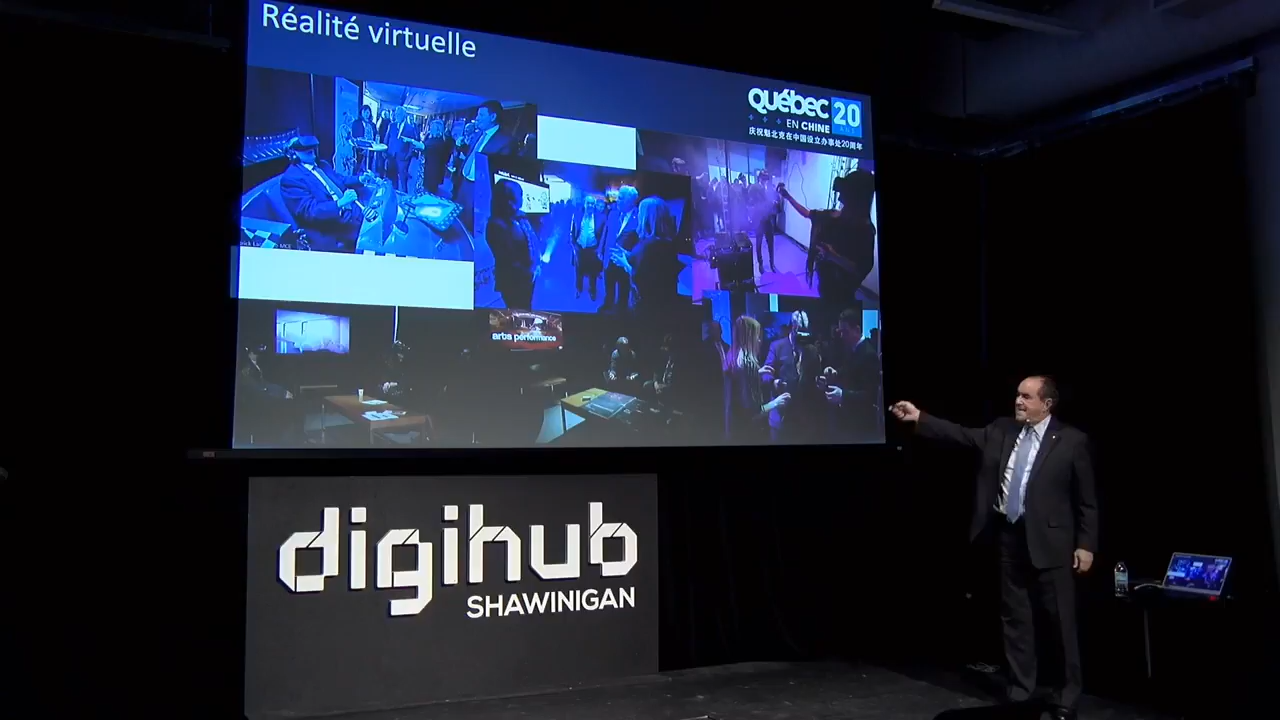 Réalité virtuelle
Québec 20
EN CHINE ANS
庆祝魁北克在中国设立办事处20周年
arts performance
digihub
SHAWINIGAN